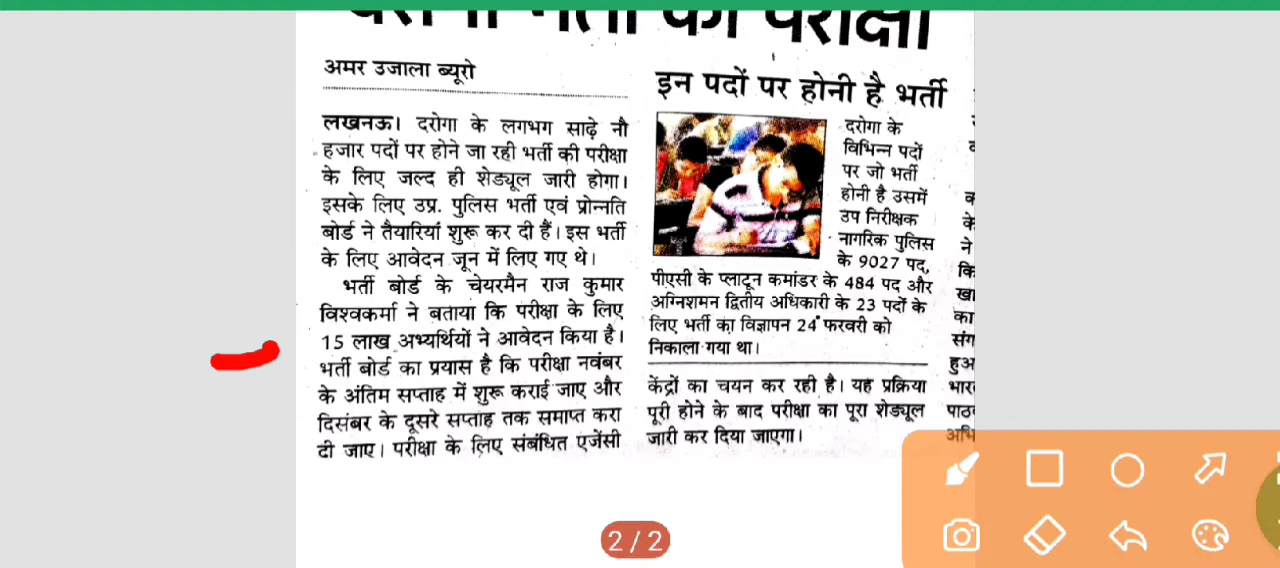 भर्ती की परीक्षा
अमर उजाला ब्यूरो
लखनऊ। दरोगा के लगभग साढ़े नौ
हजार पदों पर होने जा रही भर्ती की परीक्षा
के लिए जल्द ही शेड्यूल जारी होगा।
इसके लिए उप्र. पुलिस भर्ती एवं प्रोन्नति
बोर्ड ने तैयारियां शुरू कर दी हैं। इस भर्ती
के लिए आवेदन जून में लिए गए थे।
भर्ती बोर्ड के चेयरमैन राज कुमार
विश्वकर्मा ने बताया कि परीक्षा के लिए
15 लाख अभ्यर्थियों ने आवेदन किया है।
भर्ती बोर्ड का प्रयास है कि परीक्षा नवंबर
के अंतिम सप्ताह में शुरू कराई जाए और
दिसंबर के दूसरे सप्ताह तक समाप्त करा
दी जाए। परीक्षा के लिए संबंधित एजेंसी
इन पदों पर होनी है भर्ती
दरोगा के
विभिन्न पदों
पर जो भर्ती
होनी है उसमें
उप निरीक्षक
नागरिक पुलिस
के 9027 पद,
पीएसी के प्लाटून कमांडर के 484 पद और
अग्निशमन द्वितीय अधिकारी के 23 पदों के
लिए भर्ती का विज्ञापन 24 फरवरी को
निकाला गया था।
केंद्रों का चयन कर रही है। यह प्रक्रिया
पूरी होने के बाद परीक्षा का पूरा शेड्यूल
जारी कर दिया जाएगा।
2 / 2